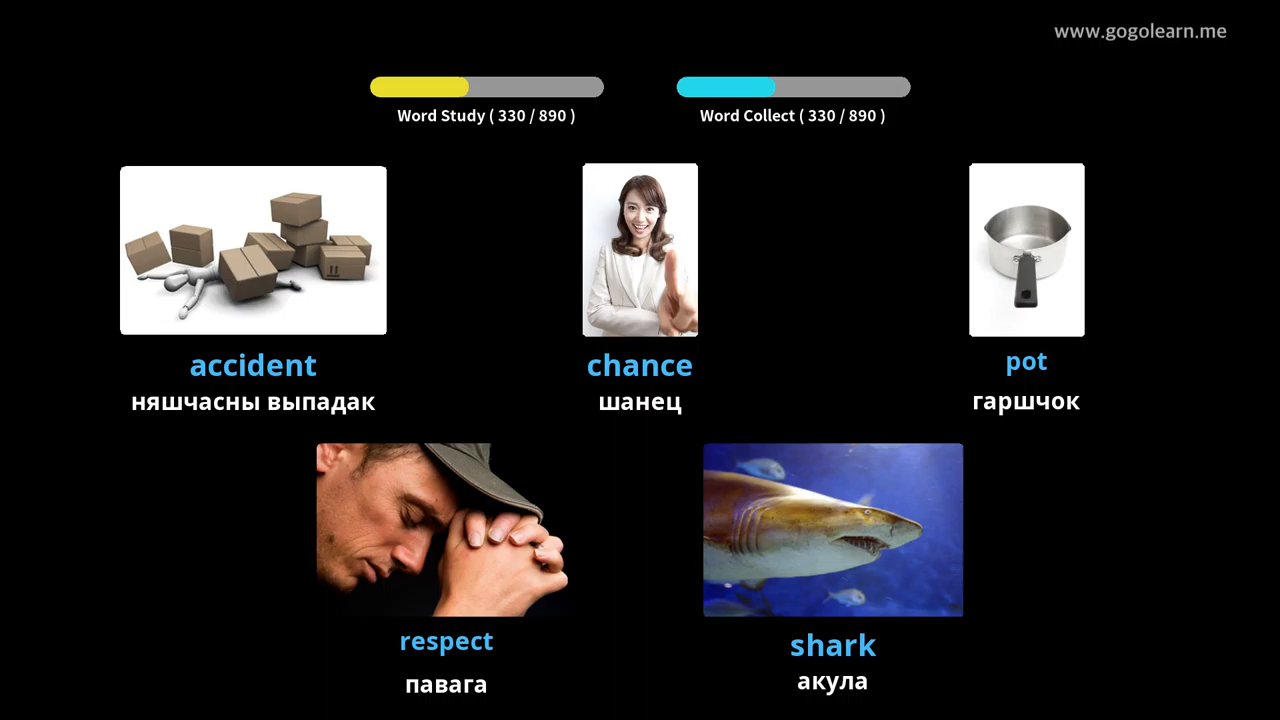 www.gogolearn.me
Word Study ( 330 / 890 )
Word Collect ( 330 / 890 )
accident
няшчасны выпадак
chance
шанец
pot
гаршчок
respect
павага
shark
акула